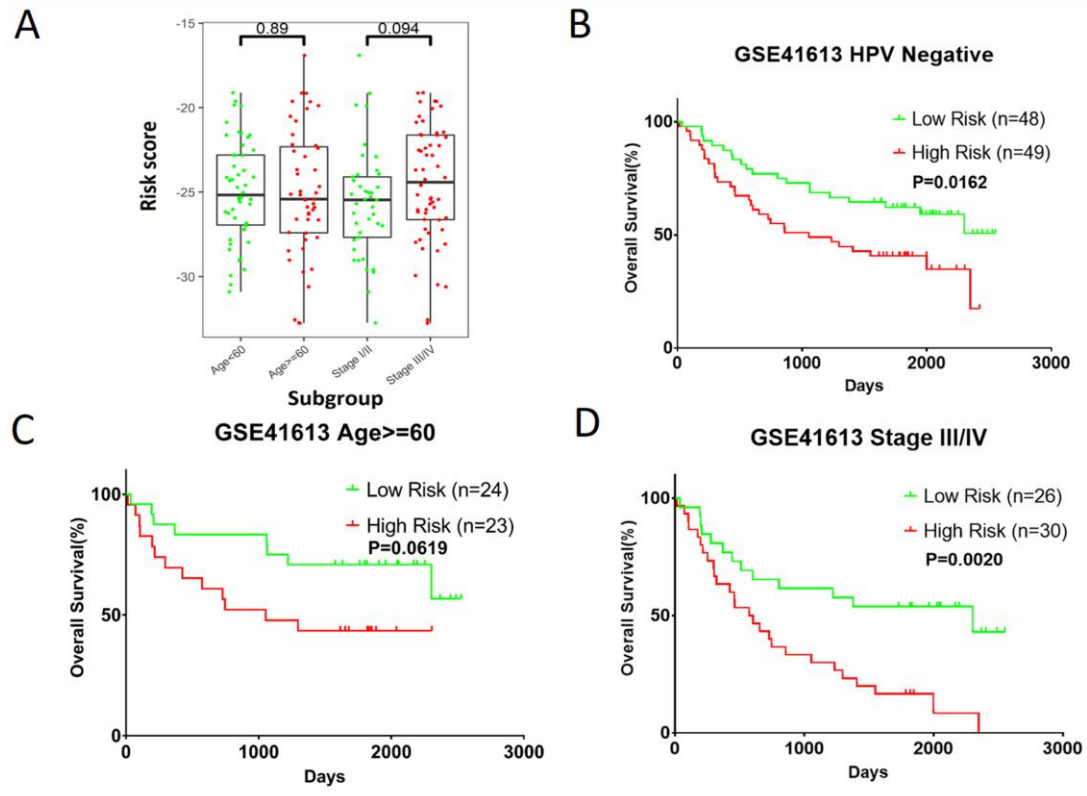 A
0.89
0.094
Risk score
-15
-20
-25
-30
Age<60
Age>=60
Stage I/II
Stage III/IV
Subgroup
B
GSE41613 HPV Negative
Low Risk (n=48)
High Risk (n=49)
P=0.0162
Overall Survival(%)
100
50
0
0
1000
2000
3000
Days
C
GSE41613 Age>=60
Low Risk (n=24)
High Risk (n=23)
P=0.0619
Overall Survival(%)
100
50
0
0
1000
2000
3000
Days
D
GSE41613 Stage III/IV
Low Risk (n=26)
High Risk (n=30)
P=0.0020
Overall Survival(%)
100
50
0
0
1000
2000
3000
Days